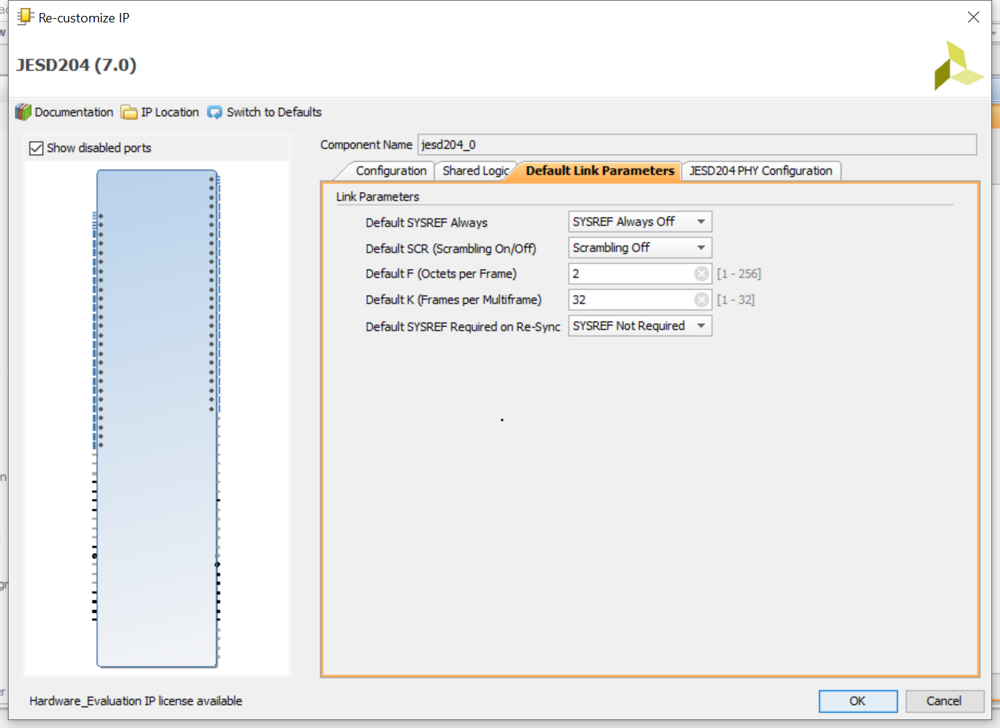 Re-customize IP
JESD204 (7.0)
Documentation IP Location Switch to Defaults
Show disabled ports
Component Name jesd204_0
Configuration Shared Logic Default Link Parameters JESD204 PHY Configuration
Link Parameters
Default SYSREF Always SYSREF Always Off
Default SCR (Scrambling On/Off) Scrambling Off
Default F (Octets per Frame) 2 [1 - 256]
Default K (Frames per Multiframe) 32 [1 - 32]
Default SYSREF Required on Re-Sync SYSREF Not Required
Hardware_Evaluation IP license available
OK Cancel